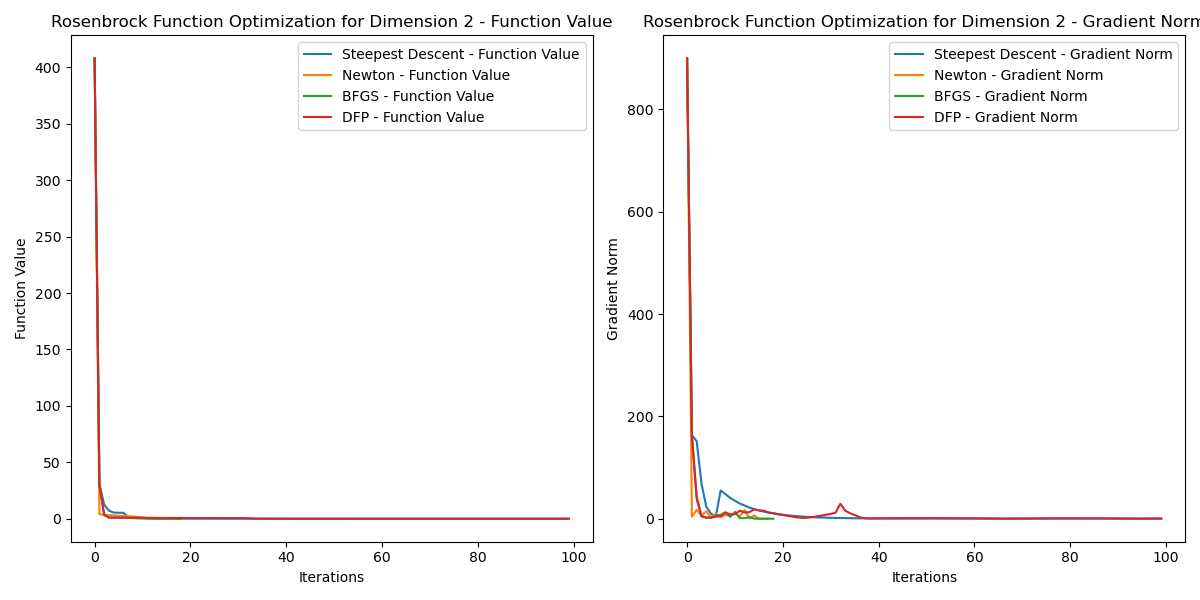 Rosenbrock Function Optimization for Dimension 2 - Function Value
Steepest Descent - Function Value
Newton - Function Value
BFGS - Function Value
DFP - Function Value
400
350
300
250
200
150
100
50
0
Function Value
0 20 40 60 80 100
Iterations
Rosenbrock Function Optimization for Dimension 2 - Gradient Norm
Steepest Descent - Gradient Norm
Newton - Gradient Norm
BFGS - Gradient Norm
DFP - Gradient Norm
800
600
400
200
0
Gradient Norm
0 20 40 60 80 100
Iterations